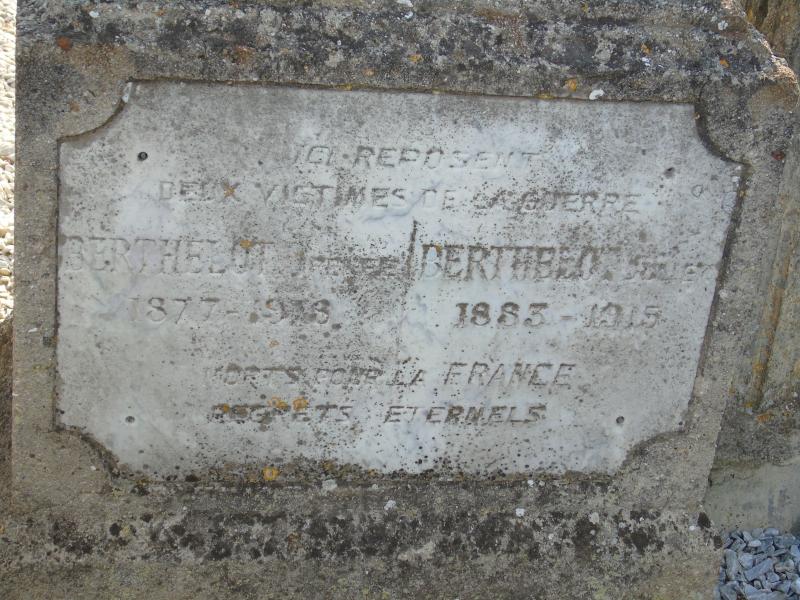 ICI REPOSENT
DEUX VICTIMES DE LA GUERRE
BERTHELOT BERTHELOT
1877-1918 1883-1915
MORTS POUR LA FRANCE
REGRETS ETERNELS